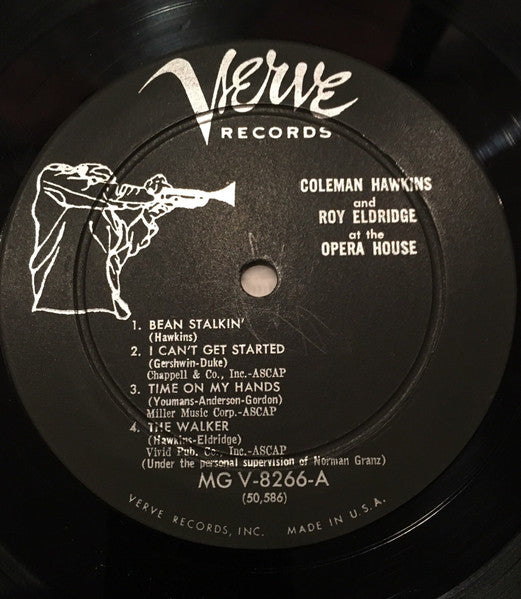 Verve
RECORDS
COLEMAN HAWKINS
and
ROY ELDRIDGE
at the
OPERA HOUSE
1. BEAN STALKIN'
(Hawkins)
2. I CAN'T GET STARTED
(Gershwin-Duke)
Chappell & Co., Inc.-ASCAP
3. TIME ON MY HANDS
(Youmans-Anderson-Gordon)
Miller Music Corp.-ASCAP
4. THE WALKER
(Hawkins-Eldridge)
Vivid Pub. Co., Inc.-ASCAP
(Under the personal supervision of Norman Granz)
MG V-8266-A
(50,586)
VERVE RECORDS, INC. MADE IN U.S.A.